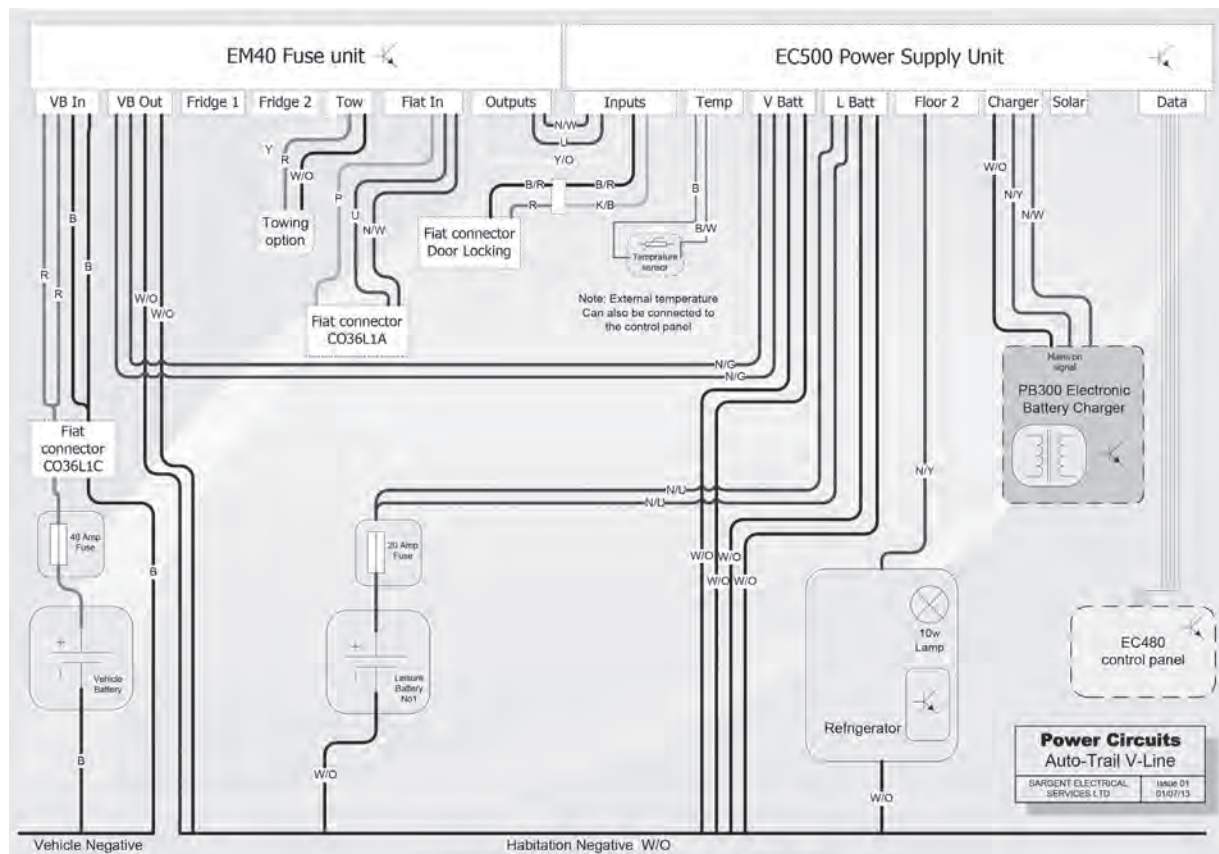 EM40 Fuse unit
EC500 Power Supply Unit
VB In
VB Out
Fridge 1
Fridge 2
Tow
Fiat In
Outputs
Inputs
Temp
V Batt
L Batt
Floor 2
Charger
Solar
Data
N/W
U
Y/O
Y
R
W/O
B
P
U
N/W
B/R
B/R
R
K/B
B
B/W
W/O
N/Y
N/W
B
B
R
R
W/O
W/O
Towing
option
Fiat connector
Door Locking
Temprature
sensor
Note: External temperature
Can also be connected to
the control panel
Fiat connector
CO36L1A
N/G
N/G
Mainson
signal
PB300 Electronic
Battery Charger
Fiat
connector
CO36L1C
N/Y
N/U
N/U
40 Amp
Fuse
20 Amp
Fuse
W/O
W/O
W/O
W/O
B
10w
Lamp
EC480
control panel
+
Vehicle
Battery
+
Leisure
Battery
No1
Refrigerator
B
W/O
W/O
Power Circuits
Auto-Trail V-Line
SARGENT ELECTRICAL
SERVICES LTD
Issue 01
01/07/13
Vehicle Negative
Habitation Negative W/O